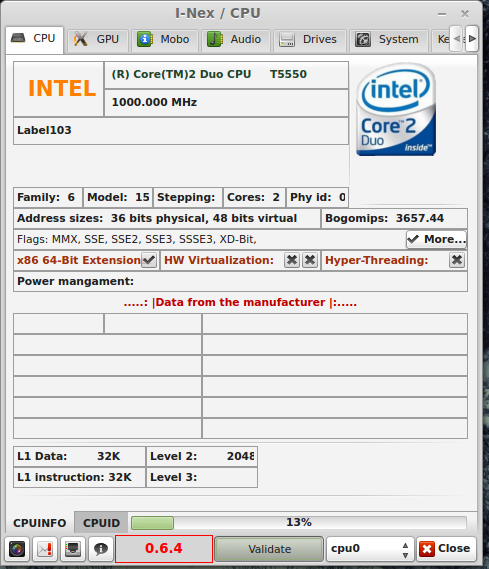 I-Nex / CPU
CPU GPU Mobo Audio Drives System Ke
INTEL
(R) Core(TM)2 Duo CPU T5550
1000.000 MHz
Label103
intel
Core™2
Duo
inside™
Family: 6 Model: 15 Stepping: Cores: 2 Phy id: 0
Address sizes: 36 bits physical, 48 bits virtual Bogomips: 3657.44
Flags: MMX, SSE, SSE2, SSE3, SSSE3, XD-Bit, More...
x86 64-Bit Extension HW Virtualization: Hyper-Threading:
Power mangament:
.....: |Data from the manufacturer |:.....
L1 Data: 32K Level 2: 2048
L1 instruction: 32K Level 3:
CPUINFO CPUID 13%
0.6.4 Validate cpu0 Close